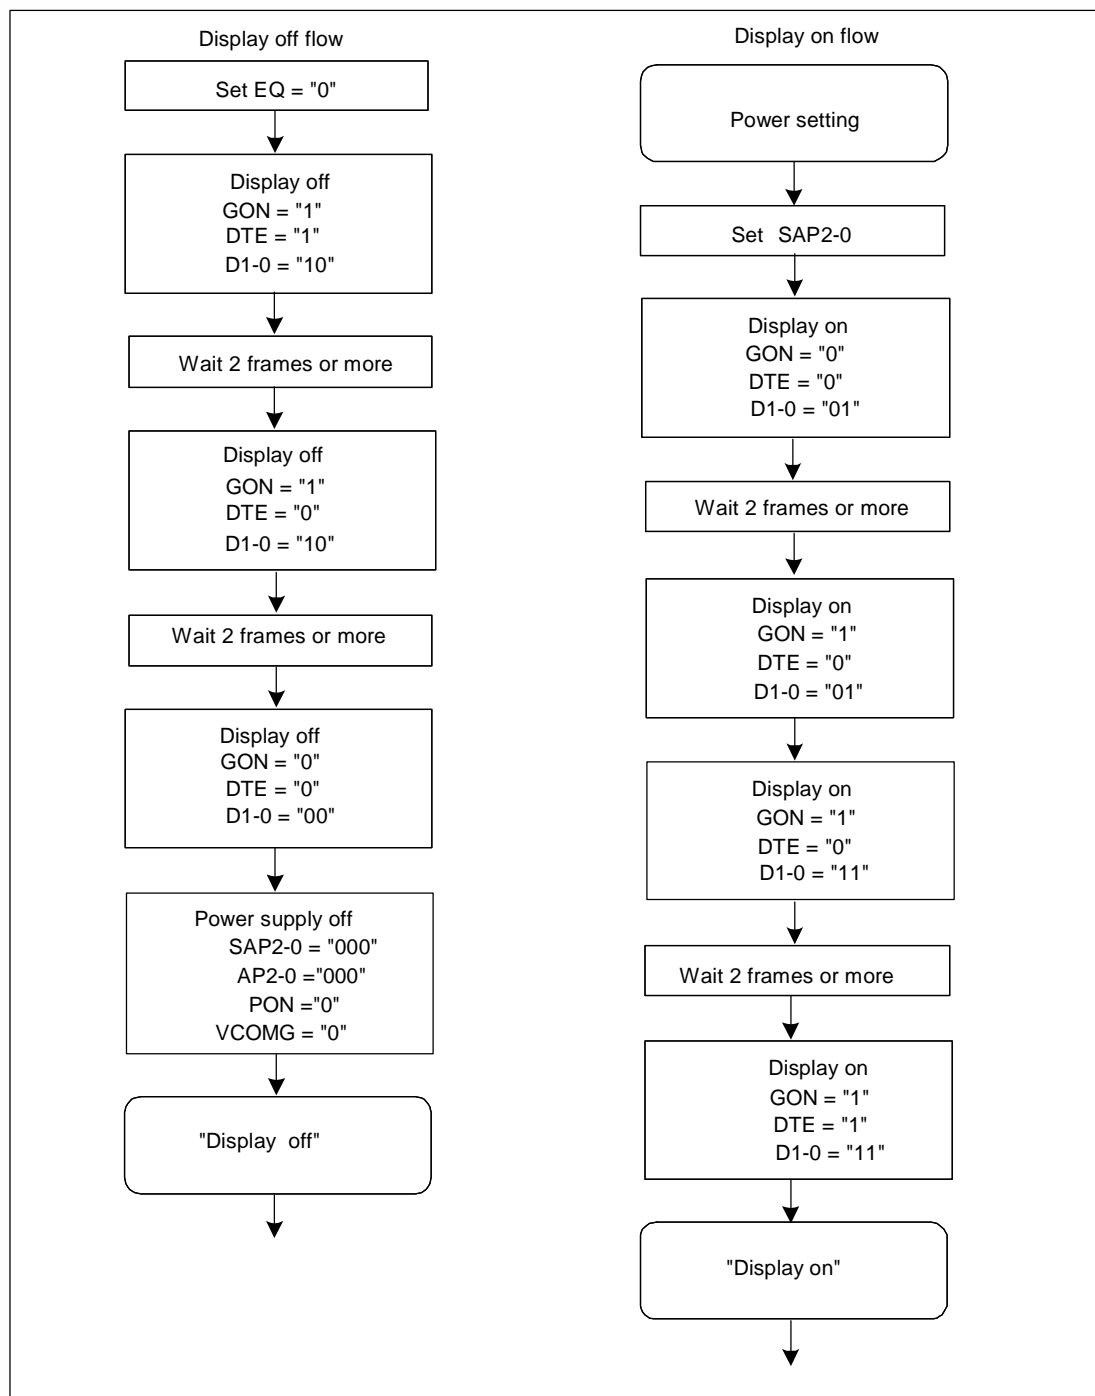 Display off flow
Set EQ = "0"
Display off
GON = "1"
DTE = "1"
D1-0 = "10"
Wait 2 frames or more
Display off
GON = "1"
DTE = "0"
D1-0 = "10"
Wait 2 frames or more
Display off
GON = "0"
DTE = "0"
D1-0 = "00"
Power supply off
SAP2-0 = "000"
AP2-0 ="000"
PON ="0"
VCOMG = "0"
"Display off"
Display on flow
Power setting
Set SAP2-0
Display on
GON = "0"
DTE = "0"
D1-0 = "01"
Wait 2 frames or more
Display on
GON = "1"
DTE = "0"
D1-0 = "01"
Display on
GON = "1"
DTE = "0"
D1-0 = "11"
Wait 2 frames or more
Display on
GON = "1"
DTE = "1"
D1-0 = "11"
"Display on"